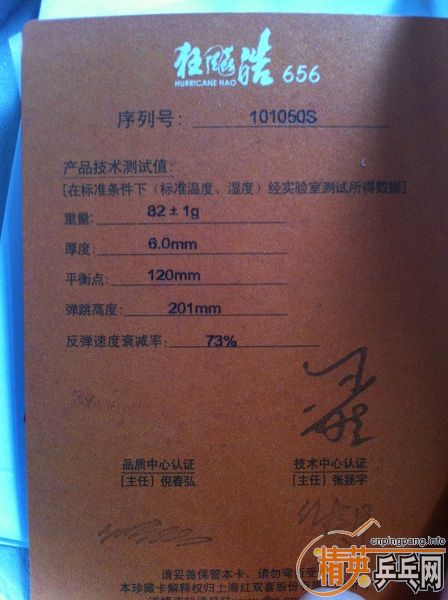 狂飚皓 656
HURRICANE HAO
序列号: 101050S
产品技术测试值:
[在标准条件下（标准温度、湿度）经实验室测试所得数据]
重量: 82±1g
厚度: 6.0mm
平衡点: 120mm
弹跳高度: 201mm
反弹速度衰减率: 73%
品质中心认证 技术中心认证
[主任] 倪春弘 [主任] 张拯宇
请妥善保管本卡。请勿弯
本珍藏卡解释权归上海红双喜股份
cnpingpang.info
精英乒乓网